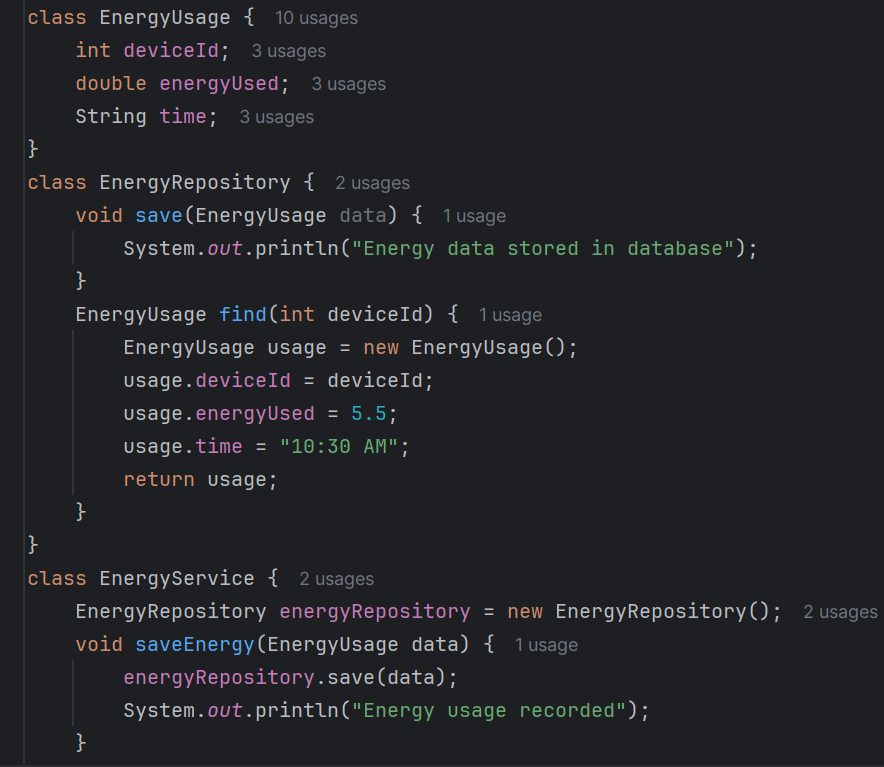 class EnergyUsage {  10 usages
    int deviceId;  3 usages
    double energyUsed;  3 usages
    String time;  3 usages
}
class EnergyRepository {  2 usages
    void save(EnergyUsage data) {  1 usage
        System.out.println("Energy data stored in database");
    }
    EnergyUsage find(int deviceId) {  1 usage
        EnergyUsage usage = new EnergyUsage();
        usage.deviceId = deviceId;
        usage.energyUsed = 5.5;
        usage.time = "10:30 AM";
        return usage;
    }
}
class EnergyService {  2 usages
    EnergyRepository energyRepository = new EnergyRepository();  2 usages
    void saveEnergy(EnergyUsage data) {  1 usage
        energyRepository.save(data);
        System.out.println("Energy usage recorded");
    }